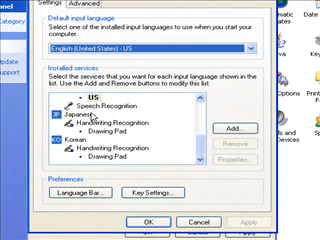 anel
Settings
Advanced
Category
Update
upport
Default input language
Select one of the installed input languages to use when you start your
computer.
English (United States) - US
Installed services
Select the services that you want for each input language shown in the
list. Use the Add and Remove buttons to modify this list.
US
Speech Recognition
JP Japanese
Handwriting Recognition
Drawing Pad
KO Korean
Handwriting Recognition
Drawing Pad
Add...
Remove
Properties...
Preferences
Language Bar...
Key Settings...
OK
Cancel
Apply